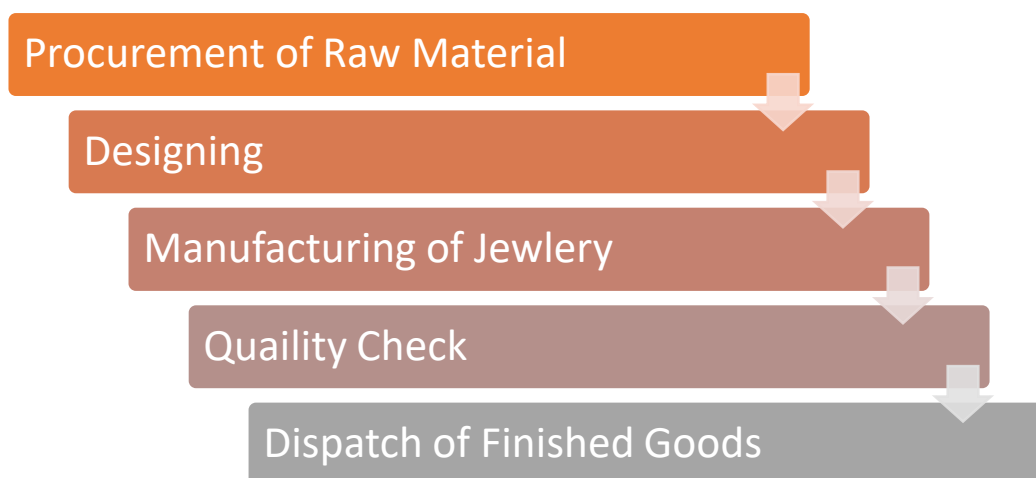 Procurement of Raw Material
Designing
Manufacturing of Jewlery
Quaility Check
Dispatch of Finished Goods